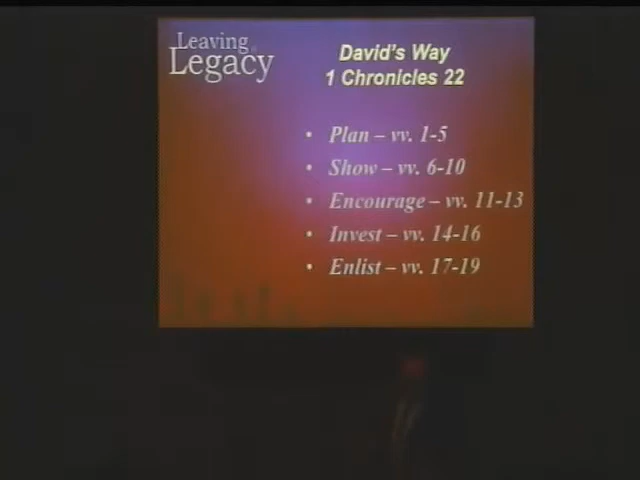 Leaving
Legacy
David's Way
1 Chronicles 22
• Plan – vv. 1-5
• Show – vv. 6-10
• Encourage – vv. 11-13
• Invest – vv. 14-16
• Enlist – vv. 17-19